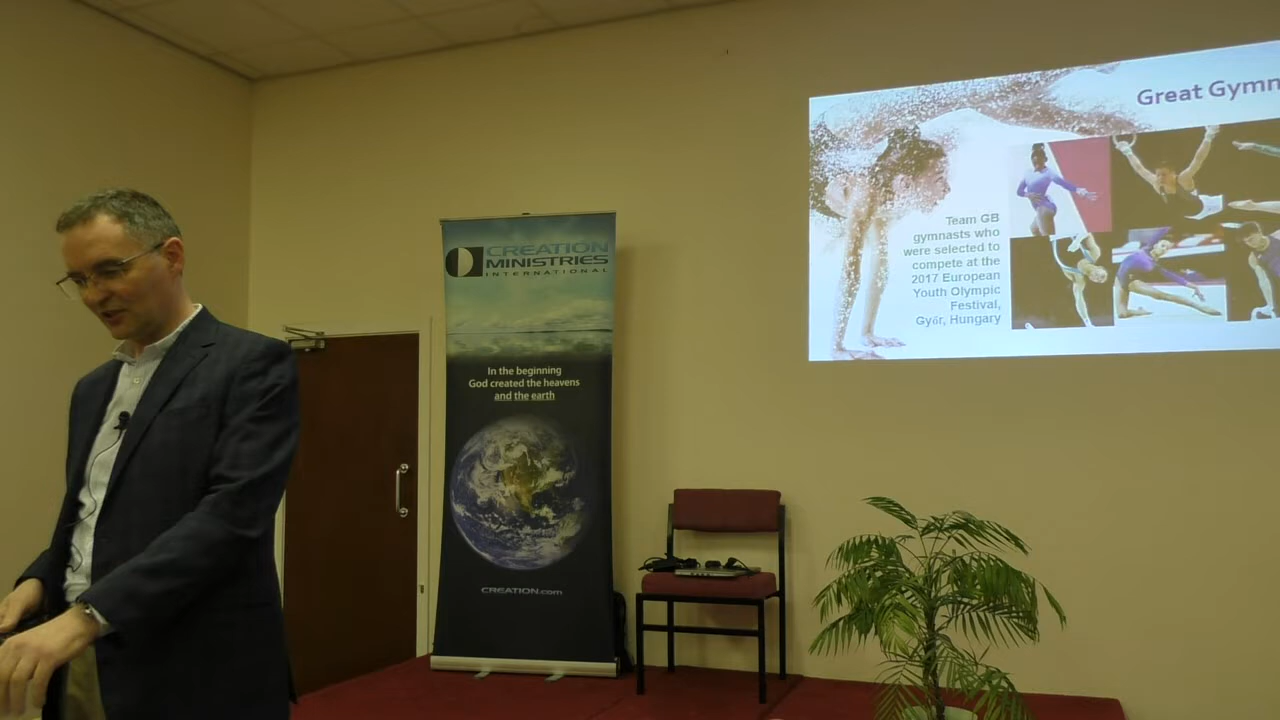 CREATION
MINISTRIES
INTERNATIONAL
In the beginning
God created the heavens
and the earth
CREATION.com
Great Gymn
Team GB
gymnasts who
were selected to
compete at the
2017 European
Youth Olympic
Festival,
Győr, Hungary